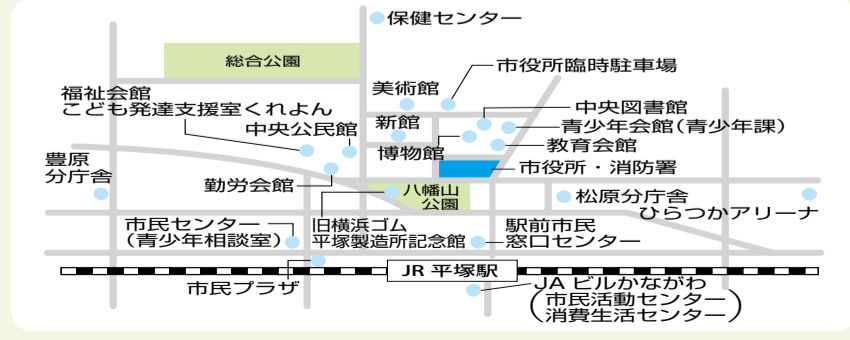 保健センター
総合公園
市役所臨時駐車場
美術館
福祉会館
こども発達支援室くれよん
中央図書館
新館
青少年会館(青少年課)
中央公民館
博物館
教育会館
豊原
分庁舎
市役所・消防署
勤労会館
八幡山
公園
松原分庁舎
ひらつかアリーナ
市民センター
(青少年相談室)
旧横浜ゴム
平塚製造所記念館
駅前市民
窓口センター
JR 平塚駅
市民プラザ
JA ビルかながわ
(市民活動センター
消費生活センター)